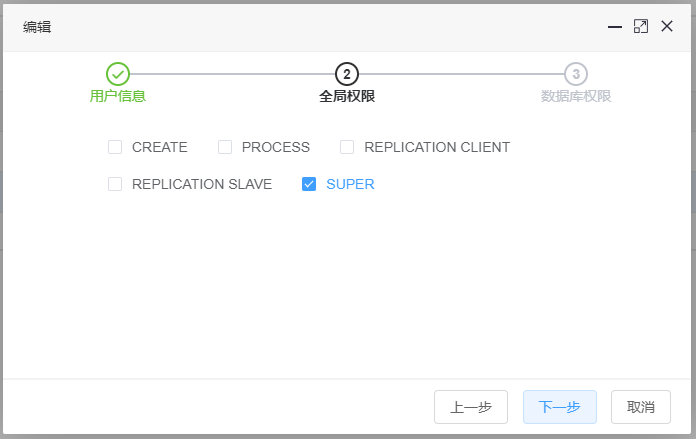 编辑
2
3
用户信息
全局权限
数据库权限
CREATE PROCESS REPLICATION CLIENT
REPLICATION SLAVE SUPER
上一步 下一步 取消